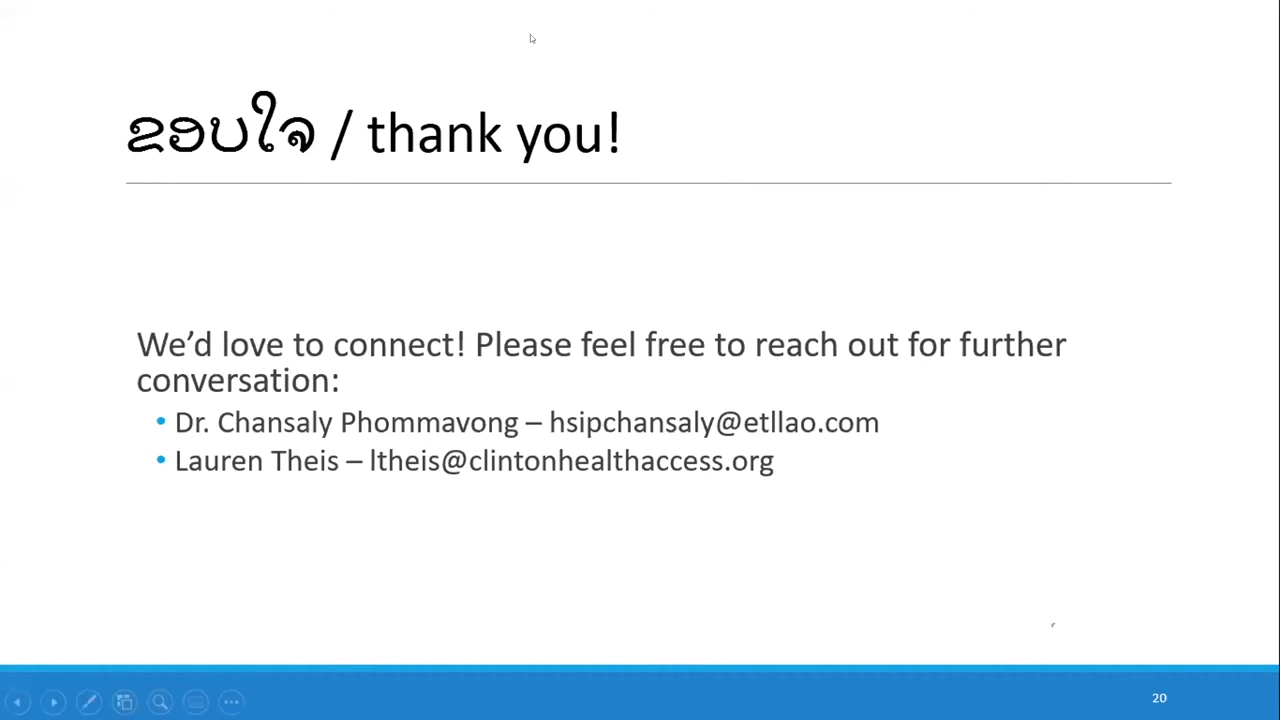 ຂອບໃຈ / thank you!
We'd love to connect! Please feel free to reach out for further
conversation:
• Dr. Chansaly Phommavong – hsipchansaly@etllao.com
• Lauren Theis – ltheis@clintonhealthaccess.org
20